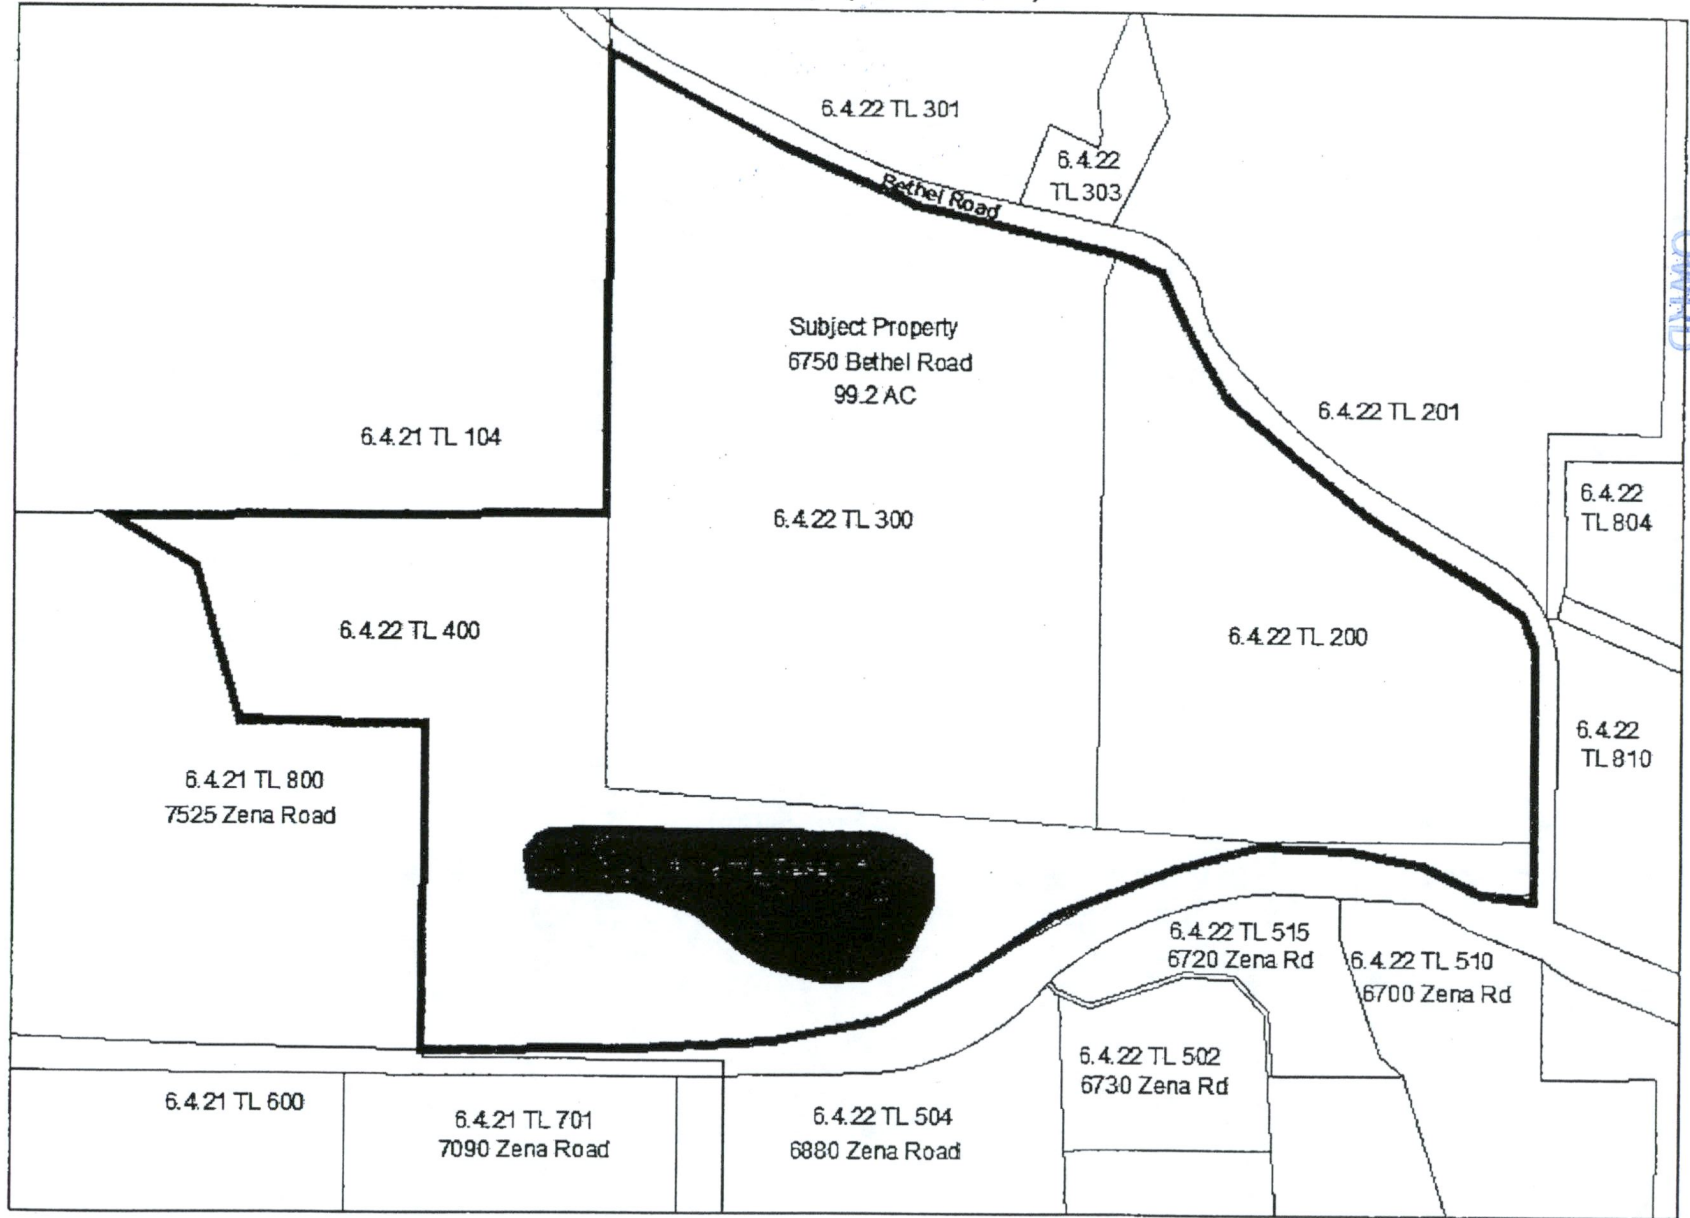 6.4.22 TL 301
6.4.22
TL 303
Bethel Road
Subject Property
6750 Bethel Road
99.2 AC
6.4.21 TL 104
6.4.22 TL 201
6.4.22
TL 804
6.4.22 TL 300
6.4.22 TL 400
6.4.22 TL 200
6.4.22
TL 810
6.4.21 TL 800
7525 Zena Road
6.4.22 TL 515
6720 Zena Rd
6.4.22 TL 510
6700 Zena Rd
6.4.22 TL 502
6730 Zena Rd
6.4.21 TL 600
6.4.21 TL 701
7090 Zena Road
6.4.22 TL 504
6880 Zena Road
OWRD